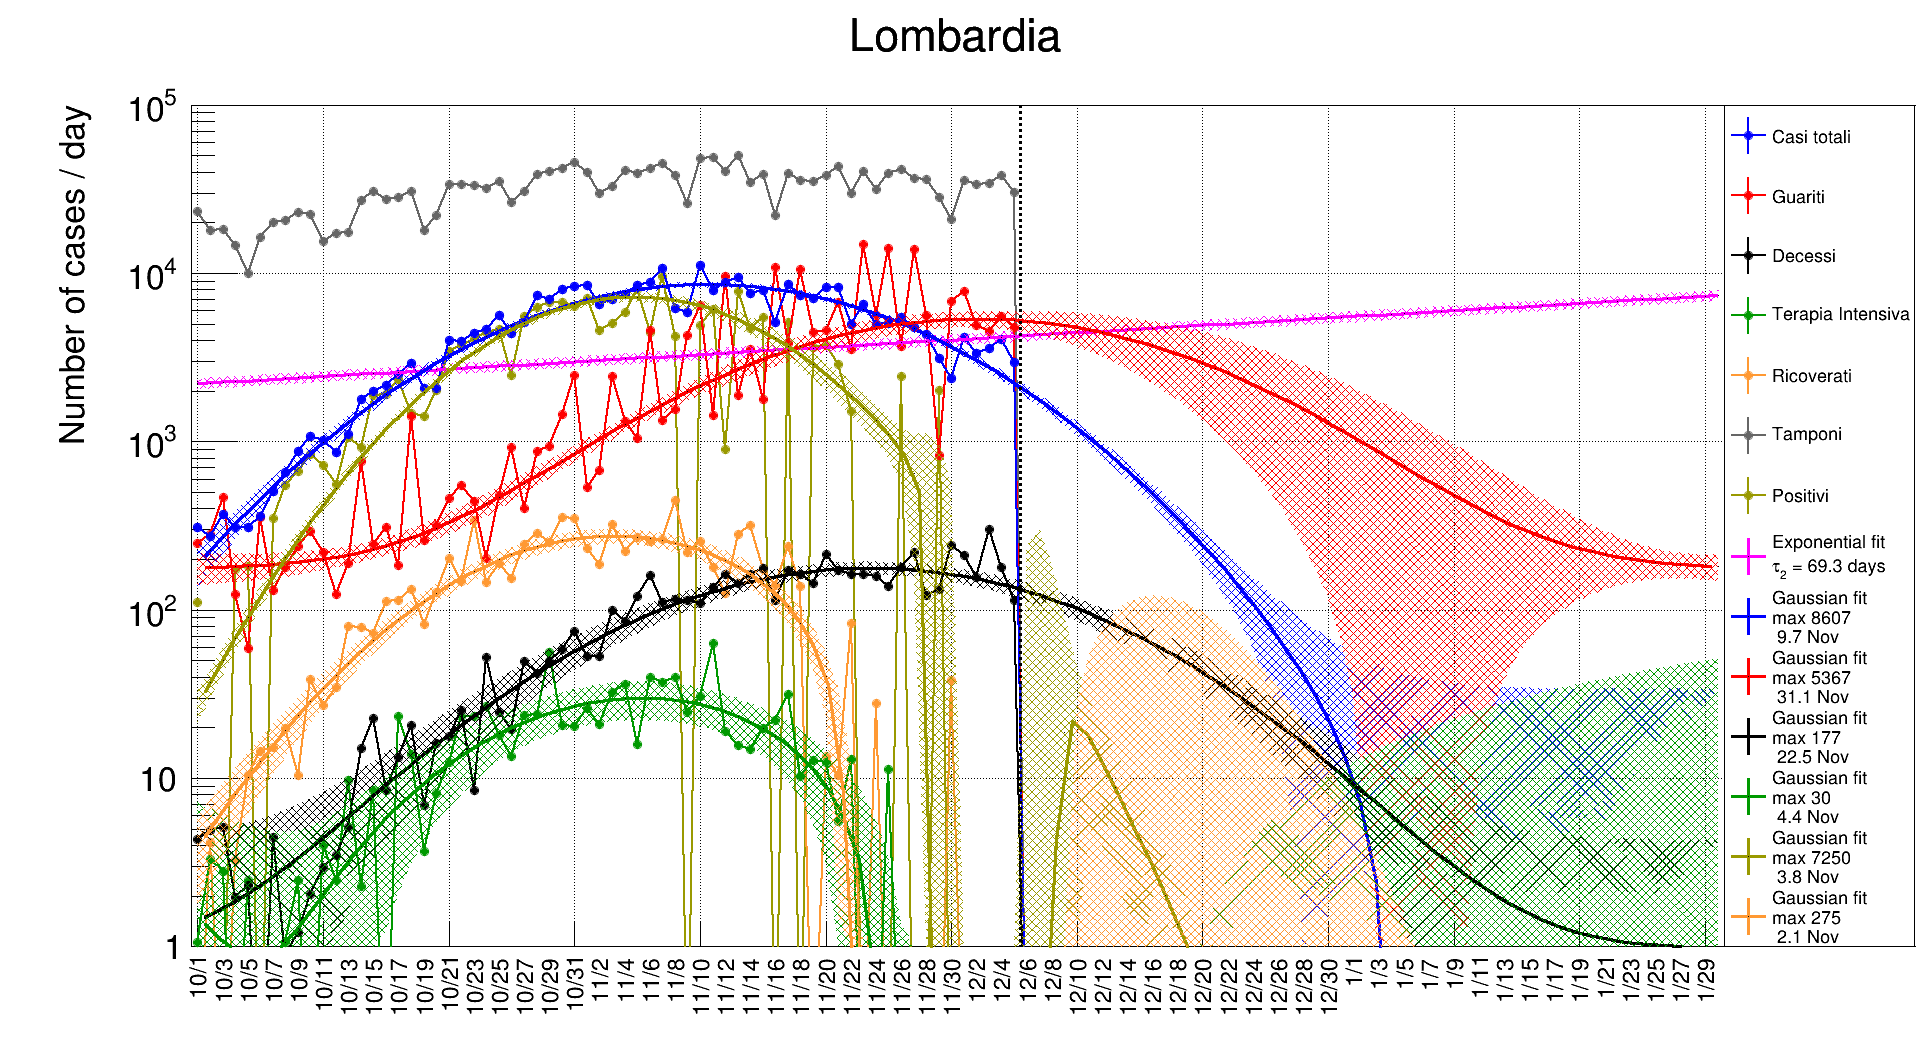 Lombardia
Number of cases / day
10^5
10^4
10^3
10^2
10
1
10/1
10/3
10/5
10/7
10/9
10/11
10/13
10/15
10/17
10/19
10/21
10/23
10/25
10/27
10/29
10/31
11/2
11/4
11/6
11/8
11/10
11/12
11/14
11/16
11/18
11/20
11/22
11/24
11/26
11/28
11/30
12/2
12/4
12/6
12/8
12/10
12/12
12/14
12/16
12/18
12/20
12/22
12/24
12/26
12/28
12/30
1/1
1/3
1/5
1/7
1/9
1/11
1/13
1/15
1/17
1/19
1/21
1/23
1/25
1/27
1/29
Casi totali
Guariti
Decessi
Terapia Intensiva
Ricoverati
Tamponi
Positivi
Exponential fit
τ₂ = 69.3 days
Gaussian fit
max 8607
9.7 Nov
Gaussian fit
max 5367
31.1 Nov
Gaussian fit
max 177
22.5 Nov
Gaussian fit
max 30
4.4 Nov
Gaussian fit
max 7250
3.8 Nov
Gaussian fit
max 275
2.1 Nov